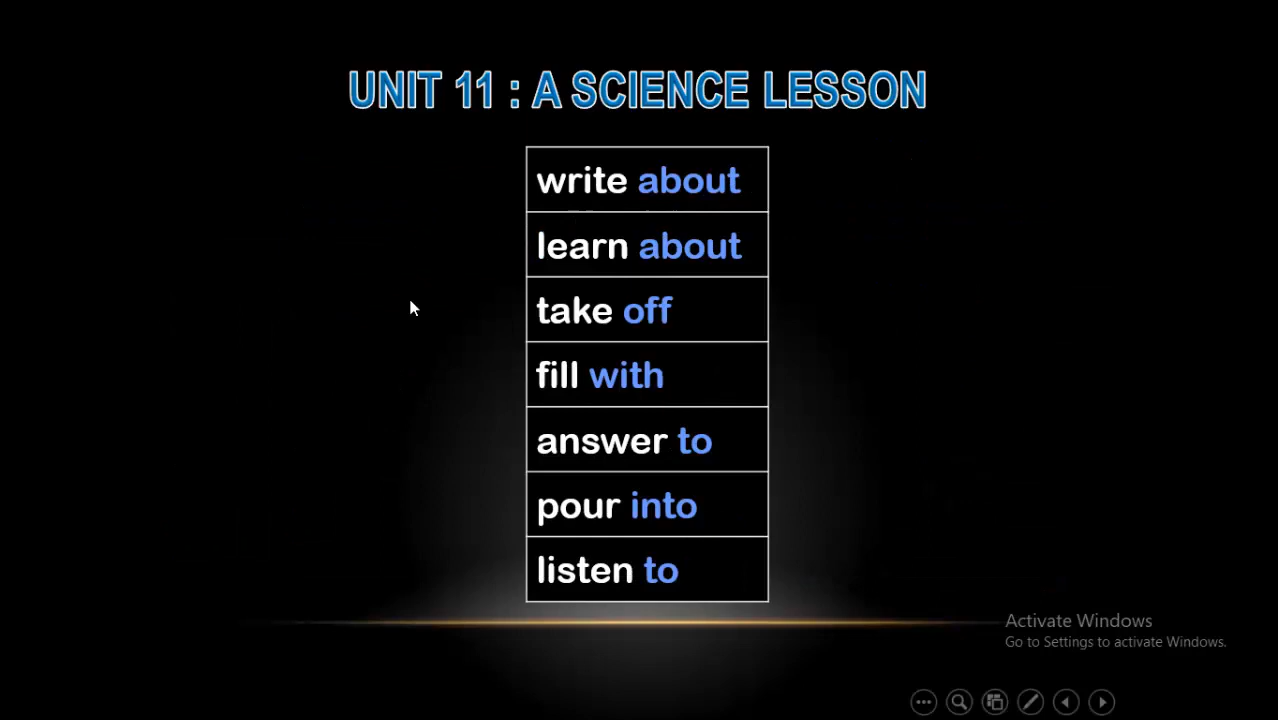 UNIT 11 : A SCIENCE LESSON
write about
learn about
take off
fill with
answer to
pour into
listen to
Activate Windows
Go to Settings to activate Windows.